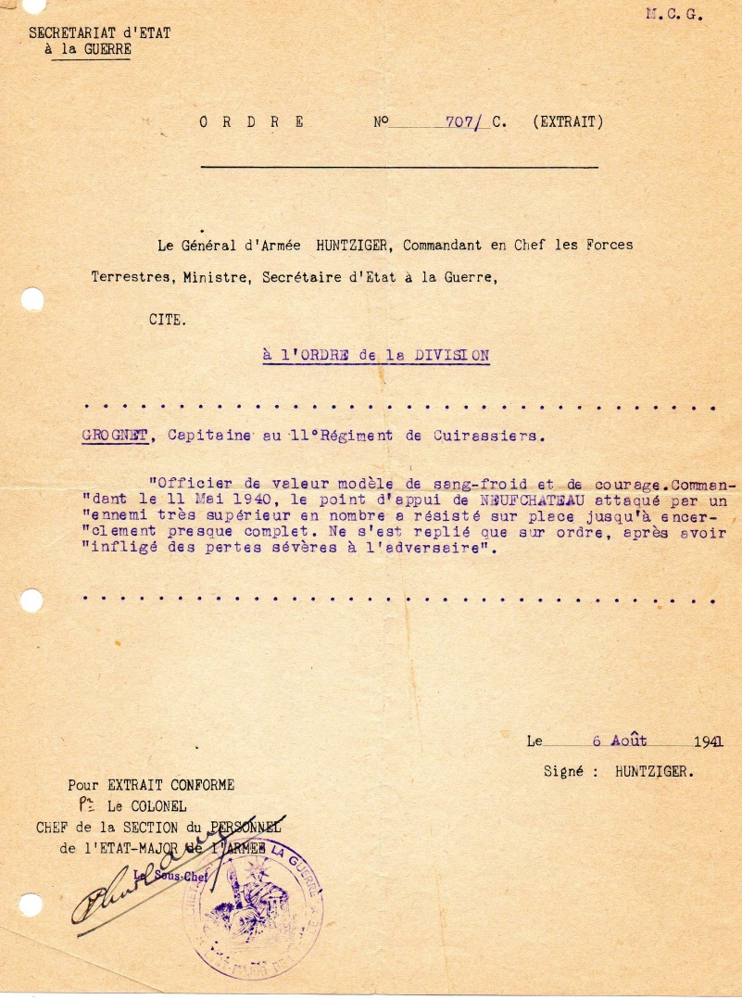 M.C.G.
SECRETARIAT d'ETAT
à la GUERRE
O R D R E N° 707/ C. (EXTRAIT)
Le Général d'Armée HUNTZIGER, Commandant en Chef les Forces
Terrestres, Ministre, Secrétaire d'Etat à la Guerre,
CITE.
à l'ORDRE de la DIVISION
. . . . . . . . . . . . . . . . . . . . . . . . . . . . . . . . . .
GROGNET, Capitaine au 11°Régiment de Cuirassiers.
"Officier de valeur modèle de sang-froid et de courage.Comman-
"dant le 11 Mai 1940, le point d'appui de NEUFCHATEAU attaqué par un
"ennemi très supérieur en nombre a résisté sur place jusqu'à encer-
"clement presque complet. Ne s'est replié que sur ordre, après avoir
"infligé des pertes sévères à l'adversaire".
. . . . . . . . . . . . . . . . . . . . . . . . . . . . . . . . . .
Le 6 Août 1941
Signé : HUNTZIGER.
Pour EXTRAIT CONFORME
Pr Le COLONEL
CHEF de la SECTION du PERSONNEL
de l'ETAT-MAJOR de l'ARMEE
Le Sous-Chef
LA GUERRE